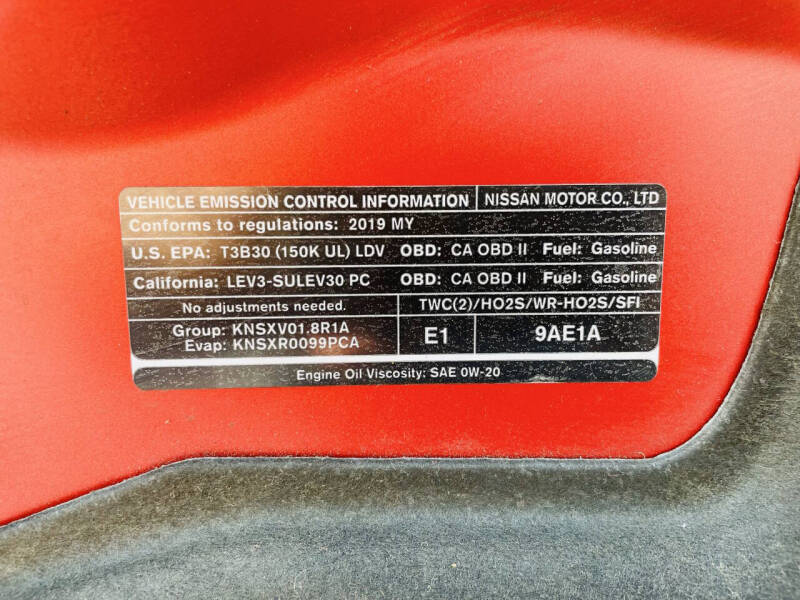 VEHICLE EMISSION CONTROL INFORMATION NISSAN MOTOR CO., LTD
Conforms to regulations: 2019 MY
U.S. EPA: T3B30 (150K UL) LDV OBD: CA OBD II Fuel: Gasoline
California: LEV3-SULEV30 PC OBD: CA OBD II Fuel: Gasoline
No adjustments needed. TWC(2)/HO2S/WR-HO2S/SFI
Group: KNSXV01.8R1A
Evap: KNSXR0099PCA
E1 9AE1A
Engine Oil Viscosity: SAE 0W-20